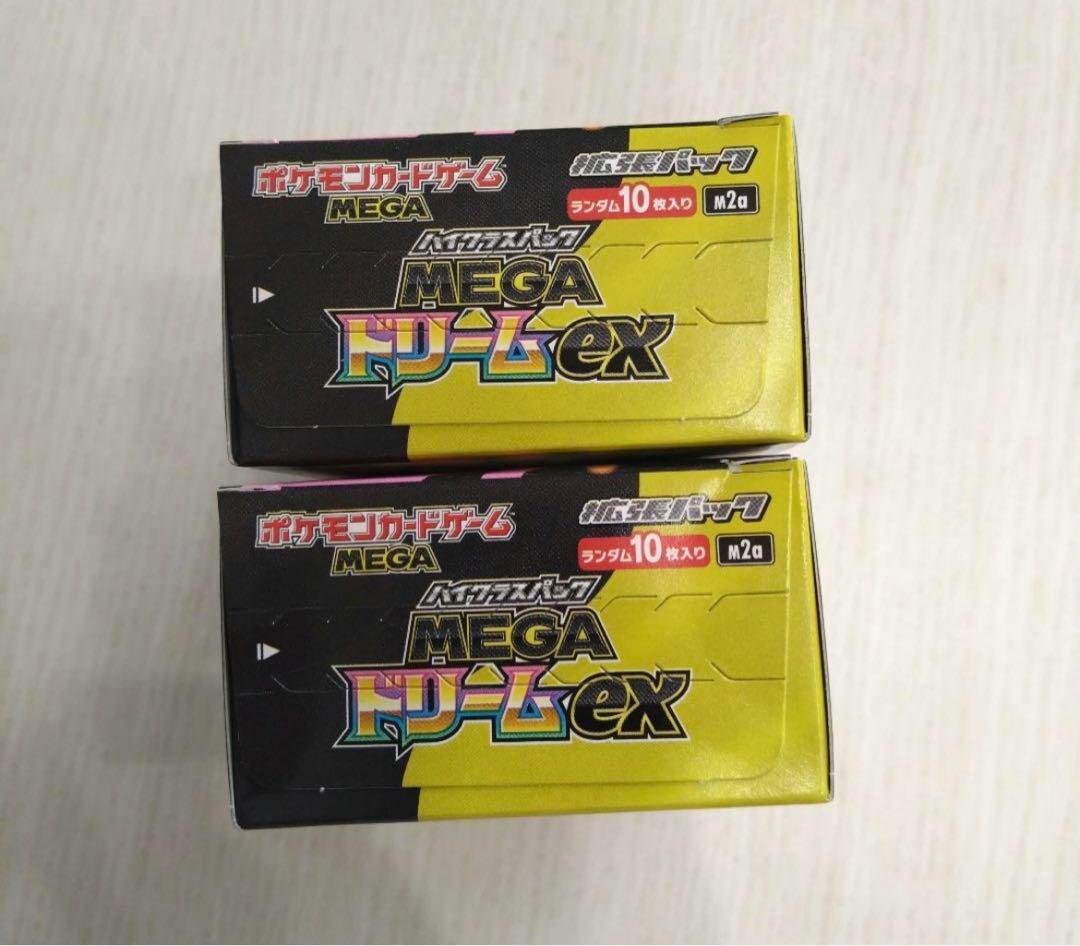 ポケモンカードゲーム
MEGA
拡張パック
ランダム10枚入り M2a
ハイクラスパック
MEGA
ドリームex
ポケモンカードゲーム
MEGA
拡張パック
ランダム10枚入り M2a
ハイクラスパック
MEGA
ドリームex